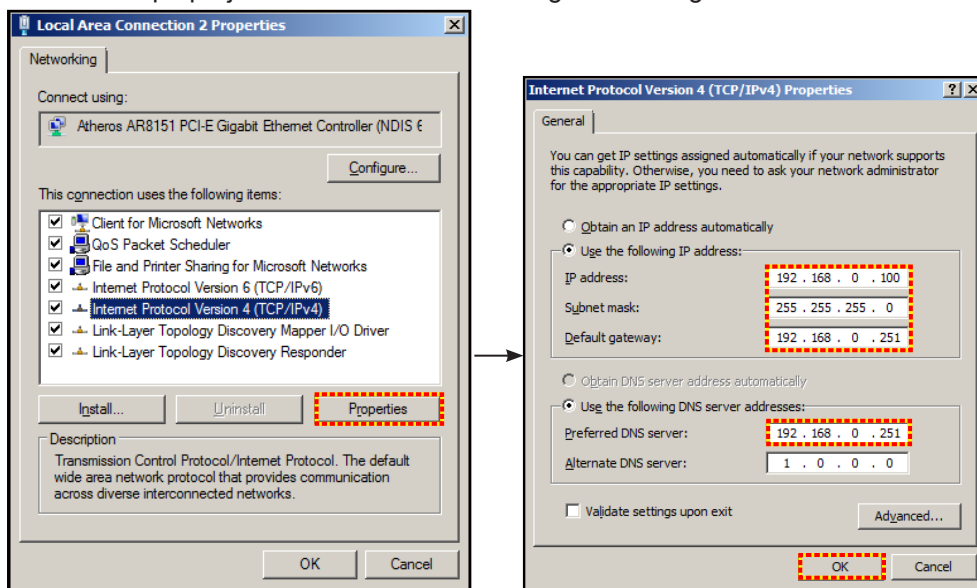 Local Area Connection 2 Properties
Networking
Connect using:
Atheros AR8151 PCI-E Gigabit Ethernet Controller (NDIS 6
Configure...
This connection uses the following items:
Client for Microsoft Networks
QoS Packet Scheduler
File and Printer Sharing for Microsoft Networks
Internet Protocol Version 6 (TCP/IPv6)
Internet Protocol Version 4 (TCP/IPv4)
Link-Layer Topology Discovery Mapper I/O Driver
Link-Layer Topology Discovery Responder
Install...
Uninstall
Properties
Description
Transmission Control Protocol/Internet Protocol. The default
wide area network protocol that provides communication
across diverse interconnected networks.
OK
Cancel
Internet Protocol Version 4 (TCP/IPv4) Properties
General
You can get IP settings assigned automatically if your network supports
this capability. Otherwise, you need to ask your network administrator
for the appropriate IP settings.
Obtain an IP address automatically
Use the following IP address:
IP address: 192 . 168 . 0 . 100
Subnet mask: 255 . 255 . 255 . 0
Default gateway: 192 . 168 . 0 . 251
Obtain DNS server address automatically
Use the following DNS server addresses:
Preferred DNS server: 192 . 168 . 0 . 251
Alternate DNS server: 1 . 0 . 0 . 0
Validate settings upon exit
Advanced...
OK
Cancel